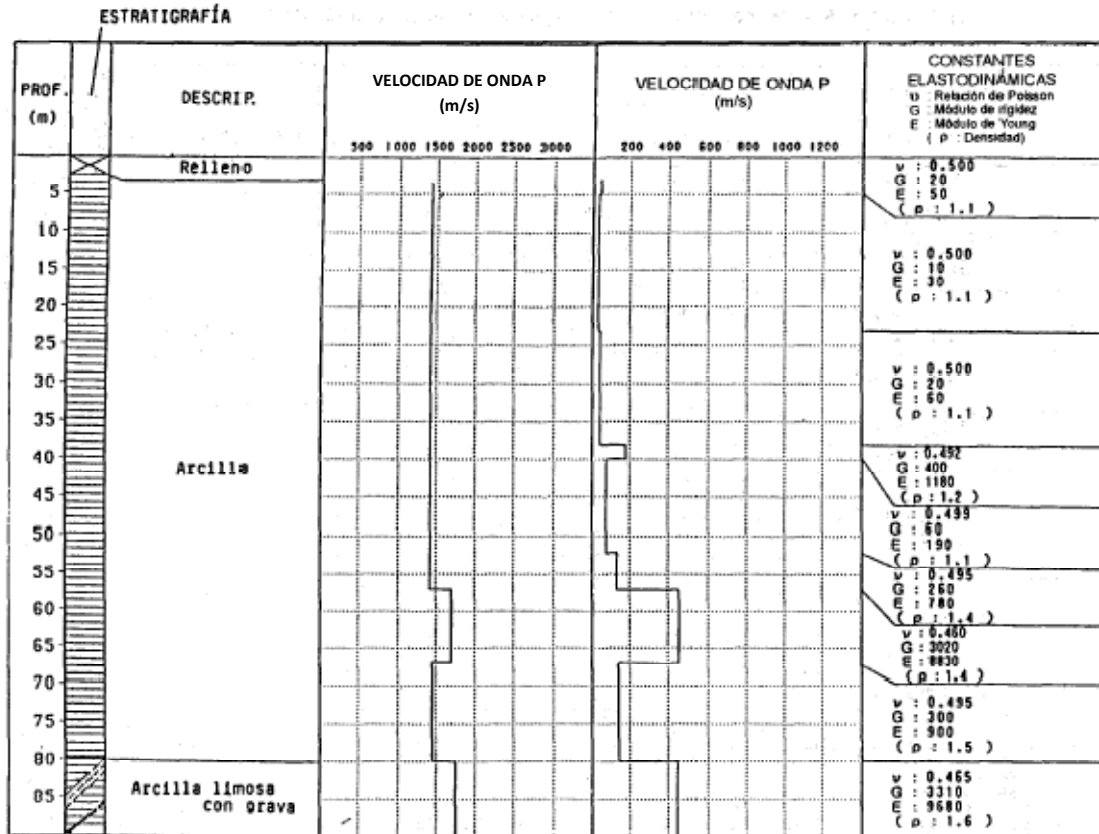 ESTRATIGRAFÍA
PROF.
(m)
DESCRIP.
VELOCIDAD DE ONDA P
(m/s)
500 1000 1500 2000 2500 3000
VELOCIDAD DE ONDA P
(m/s)
200 400 600 800 1000 1200
CONSTANTES
ELASTODINÁMICAS
υ : Relación de Poisson
G : Módulo de rigidez
E : Módulo de Young
( ρ : Densidad)
Relleno
5
10
15
20
25
30
35
40
45
50
55
60
65
70
75
80
85
Arcilla
Arcilla limosa
con grava
ν : 0.500
G : 20
E : 50
( ρ : 1.1 )
ν : 0.500
G : 10
E : 30
( ρ : 1.1 )
ν : 0.500
G : 20
E : 60
( ρ : 1.1 )
ν : 0.492
G : 400
E : 1180
( ρ : 1.2 )
ν : 0.499
G : 60
E : 190
( ρ : 1.1 )
ν : 0.495
G : 260
E : 780
( ρ : 1.4 )
ν : 0.460
G : 3020
E : 8830
( ρ : 1.4 )
ν : 0.495
G : 300
E : 900
( ρ : 1.5 )
ν : 0.465
G : 3310
E : 9680
( ρ : 1.6 )